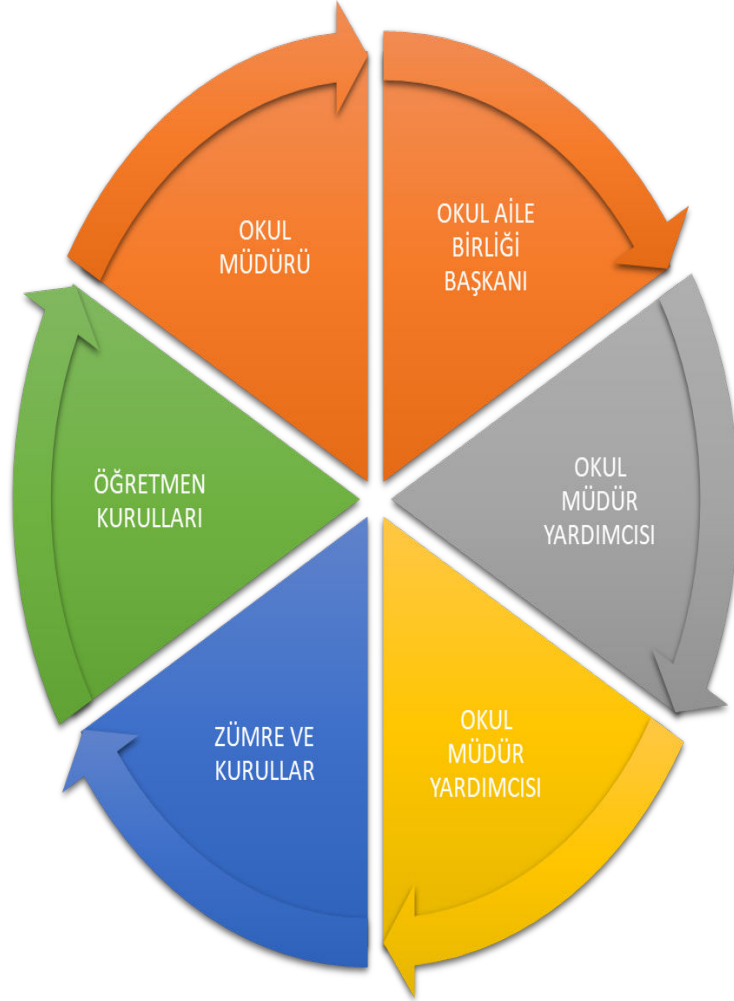 OKUL
MÜDÜRÜ
OKUL AİLE
BİRLİĞİ
BAŞKANI
OKUL
MÜDÜR
YARDIMCISI
OKUL
MÜDÜR
YARDIMCISI
ZÜMRE VE
KURULLAR
ÖĞRETMEN
KURULLARI